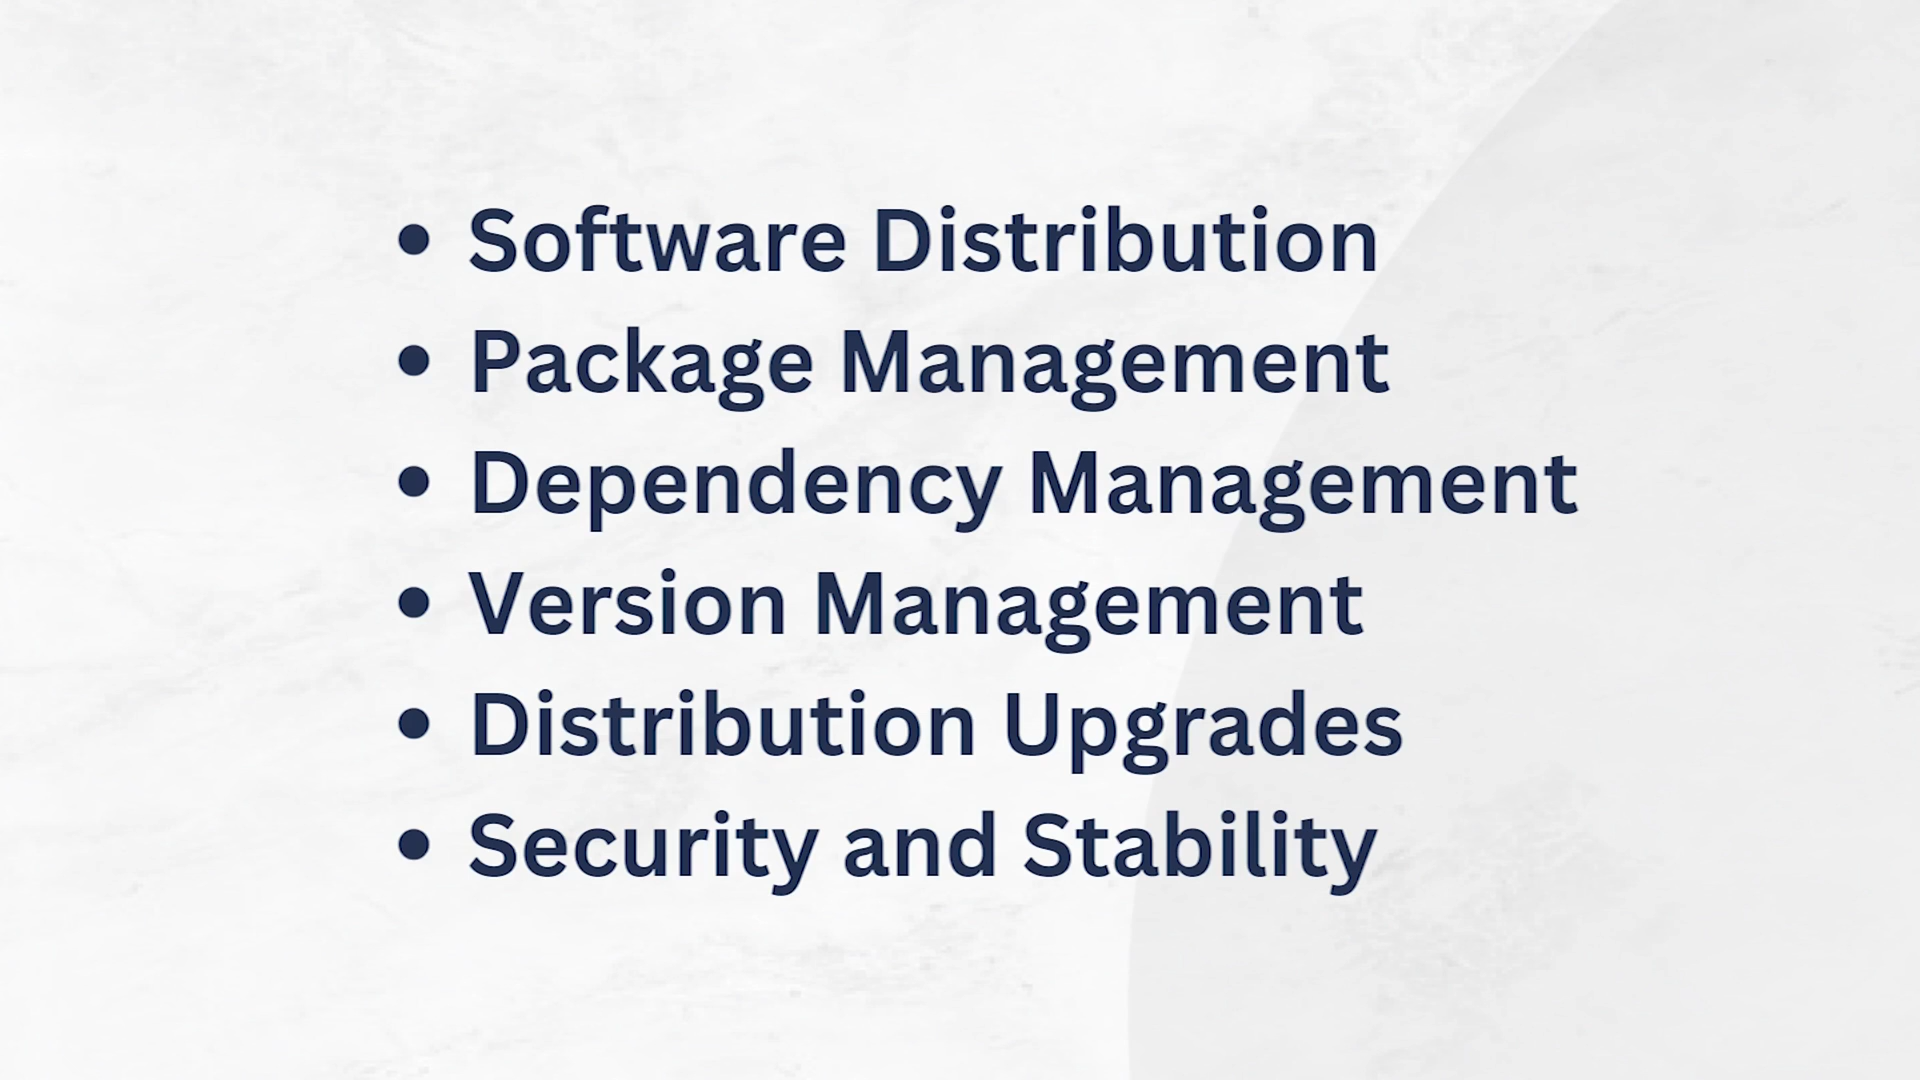 • Software Distribution
• Package Management
• Dependency Management
• Version Management
• Distribution Upgrades
• Security and Stability